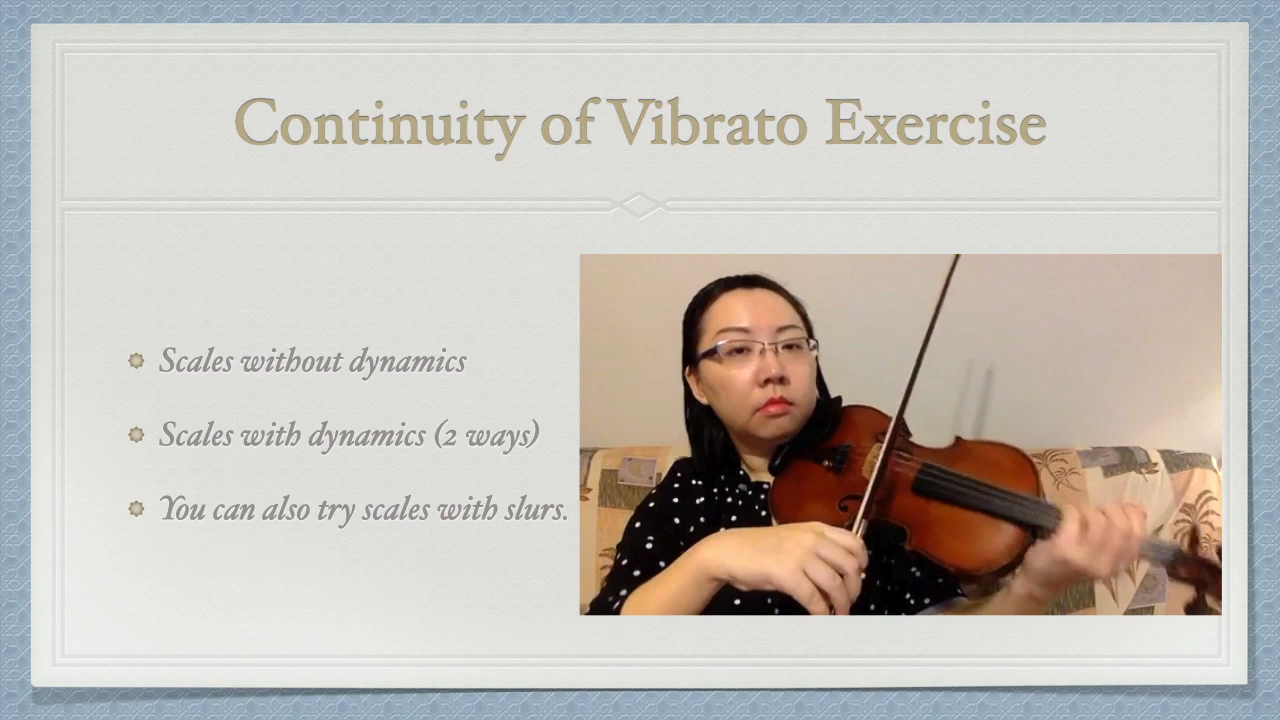 Continuity of Vibrato Exercise
Scales without dynamics
Scales with dynamics (2 ways)
You can also try scales with slurs.